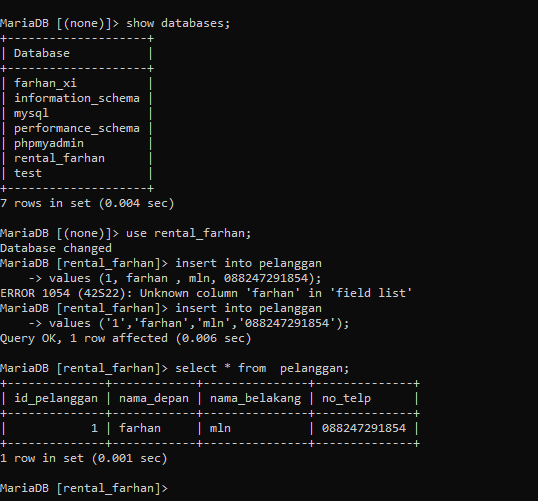 MariaDB [(none)]> show databases;
+--------------------+
| Database           |
+--------------------+
| farhan_xi          |
| information_schema |
| mysql              |
| performance_schema |
| phpmyadmin         |
| rental_farhan      |
| test               |
+--------------------+
7 rows in set (0.004 sec)

MariaDB [(none)]> use rental_farhan;
Database changed
MariaDB [rental_farhan]> insert into pelanggan
    -> values (1, farhan , mln, 088247291854);
ERROR 1054 (42S22): Unknown column 'farhan' in 'field list'
MariaDB [rental_farhan]> insert into pelanggan
    -> values ('1','farhan','mln','088247291854');
Query OK, 1 row affected (0.006 sec)

MariaDB [rental_farhan]> select * from  pelanggan;
+--------------+------------+---------------+--------------+
| id_pelanggan | nama_depan | nama_belakang | no_telp      |
+--------------+------------+---------------+--------------+
|            1 | farhan     | mln           | 088247291854 |
+--------------+------------+---------------+--------------+
1 row in set (0.001 sec)

MariaDB [rental_farhan]>